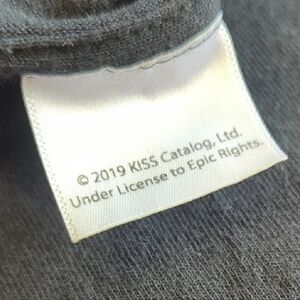 © 2019 KISS Catalog, Ltd.
Under License to Epic Rights.